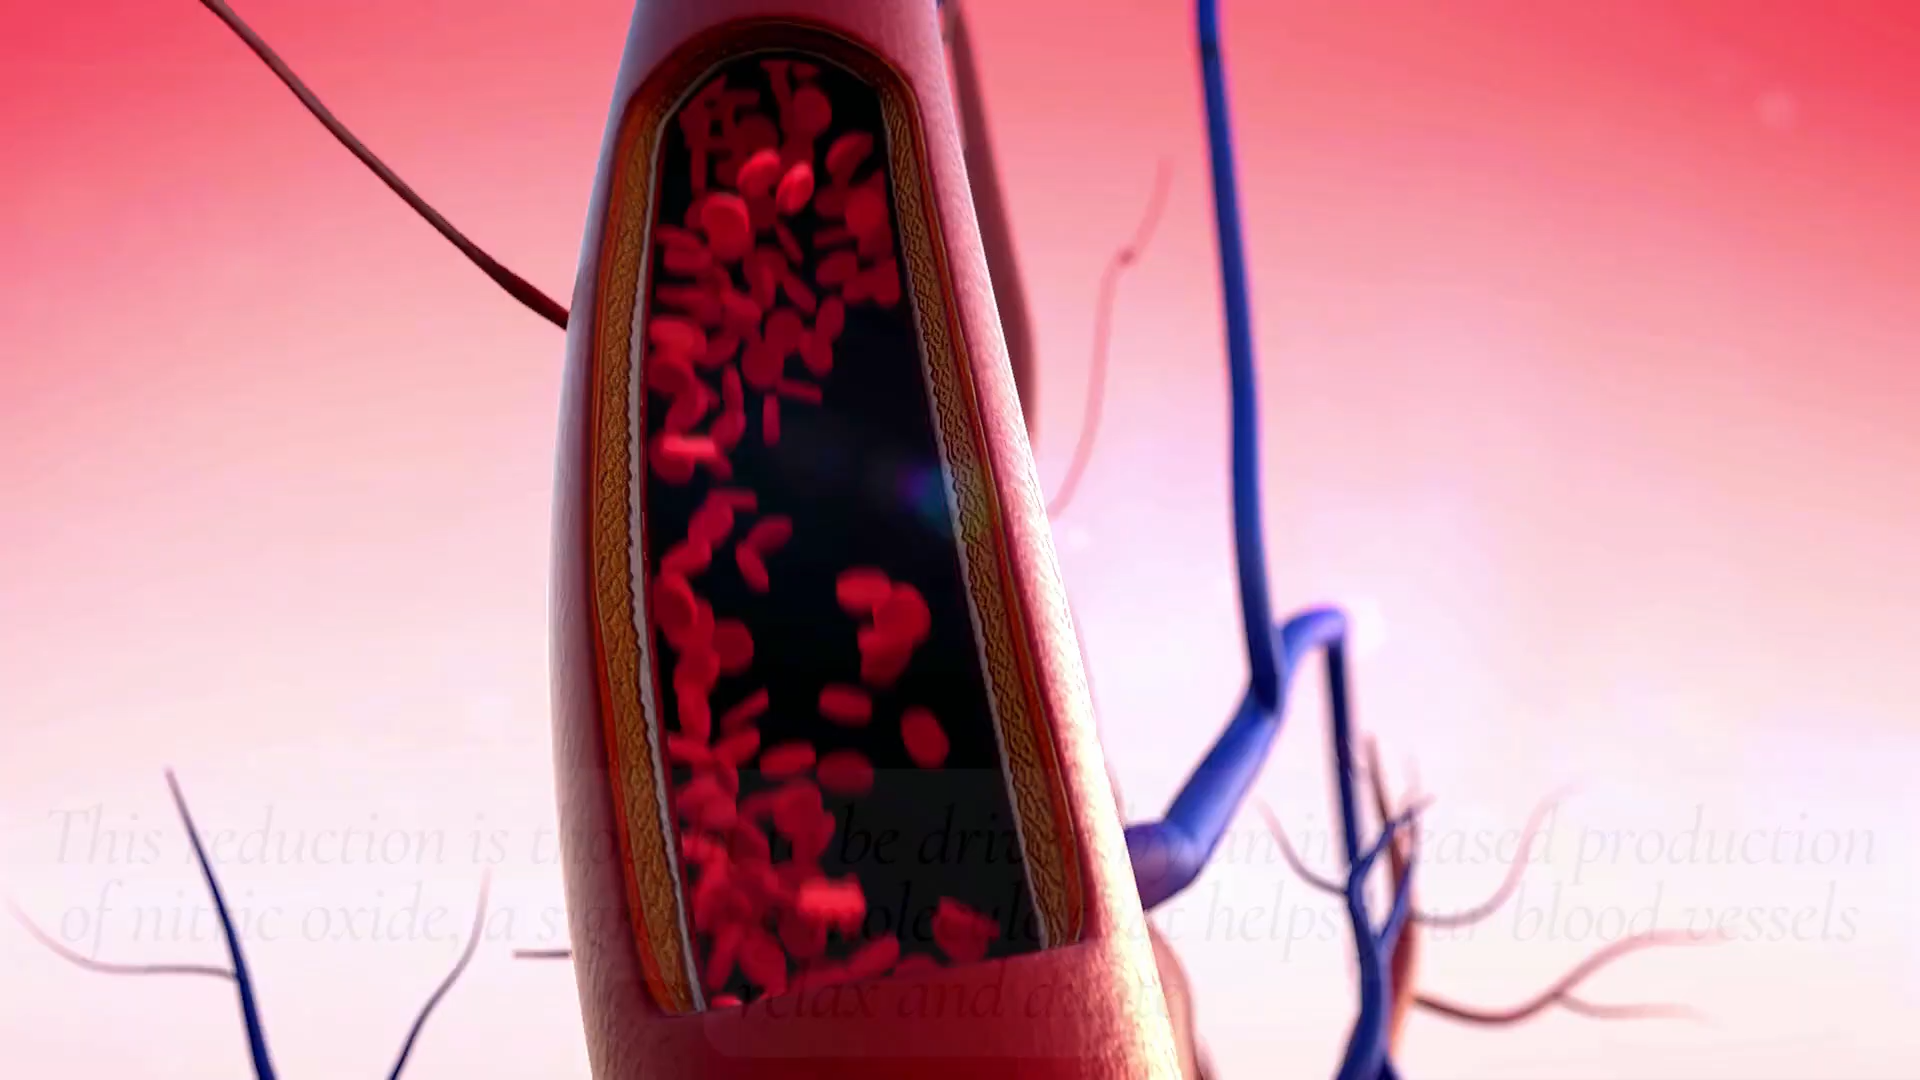 This reduction is thought to be driven by an increased production
of nitric oxide, a signaling molecule that helps your blood vessels
relax and dilate